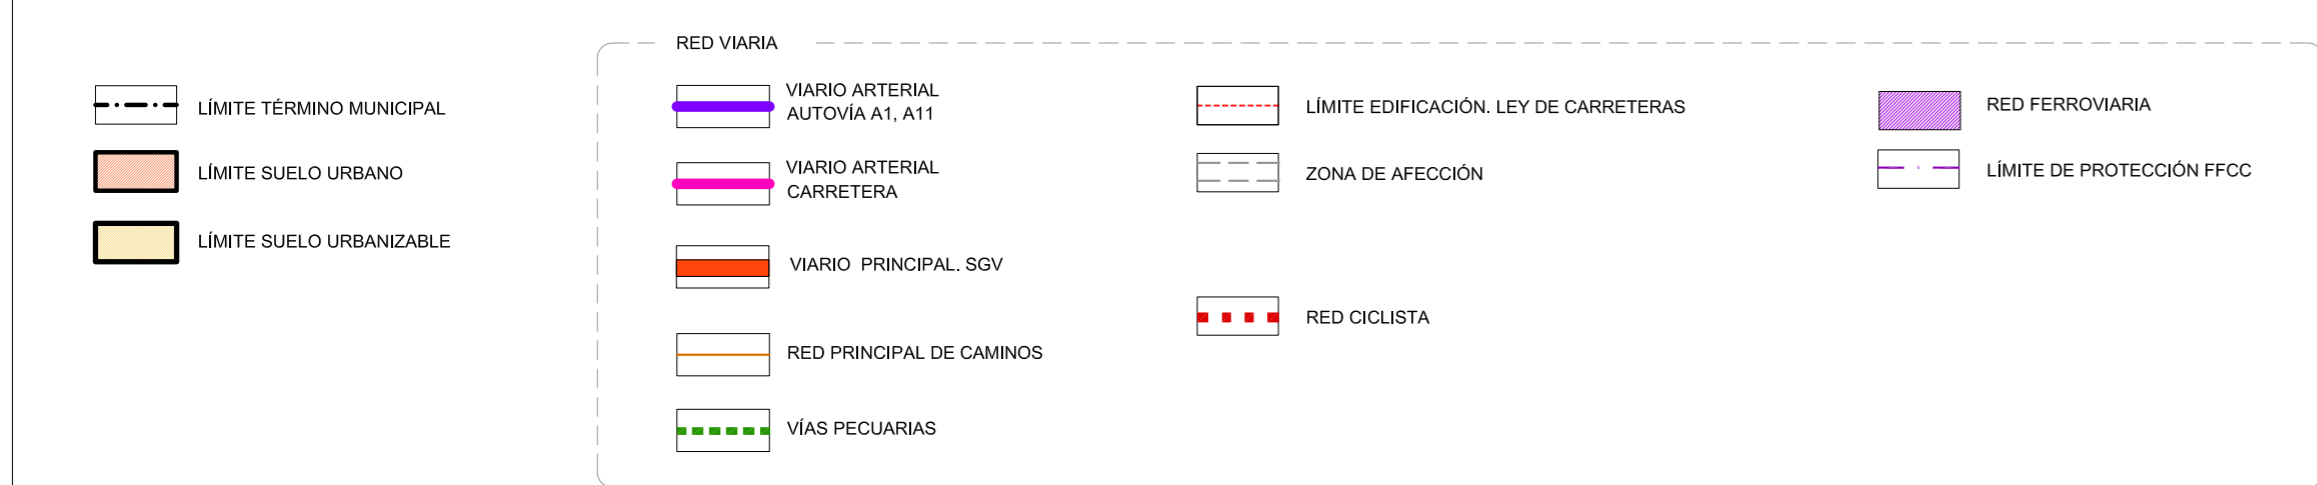 LÍMITE TÉRMINO MUNICIPAL
LÍMITE SUELO URBANO
LÍMITE SUELO URBANIZABLE
RED VIARIA
VIARIO ARTERIAL
AUTOVÍA A1, A11
VIARIO ARTERIAL
CARRETERA
VIARIO PRINCIPAL. SGV
RED PRINCIPAL DE CAMINOS
VÍAS PECUARIAS
LÍMITE EDIFICACIÓN. LEY DE CARRETERAS
ZONA DE AFECCIÓN
RED CICLISTA
RED FERROVIARIA
LÍMITE DE PROTECCIÓN FFCC